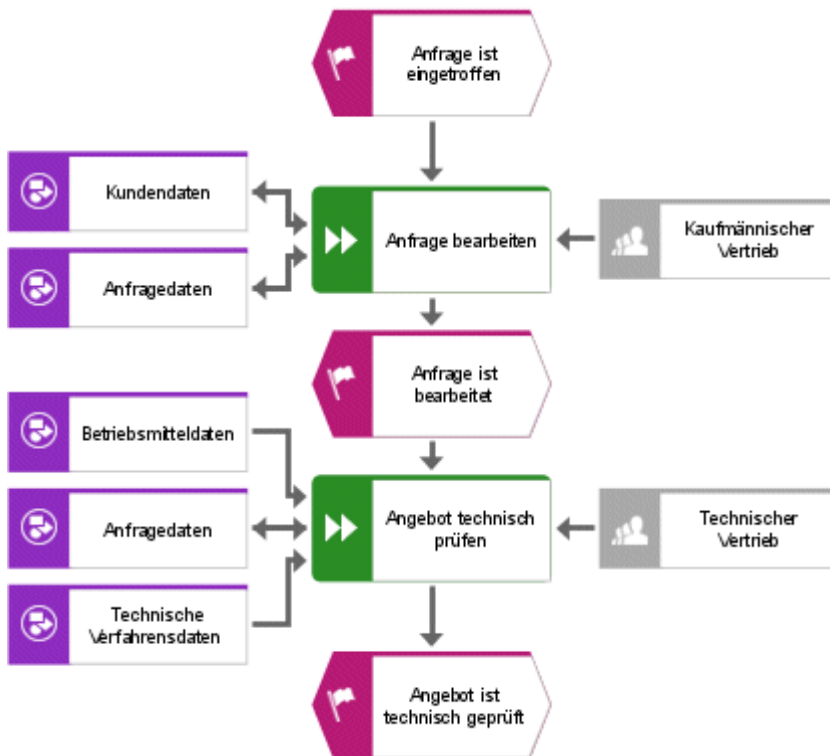 Anfrage ist
eingetroffen
Kundendaten
Anfrage bearbeiten
Kaufmännischer
Vertrieb
Anfragedaten
Anfrage ist
bearbeitet
Betriebsmitteldaten
Anfragedaten
Angebot technisch
prüfen
Technischer
Vertrieb
Technische
Verfahrensdaten
Angebot ist
technisch geprüft